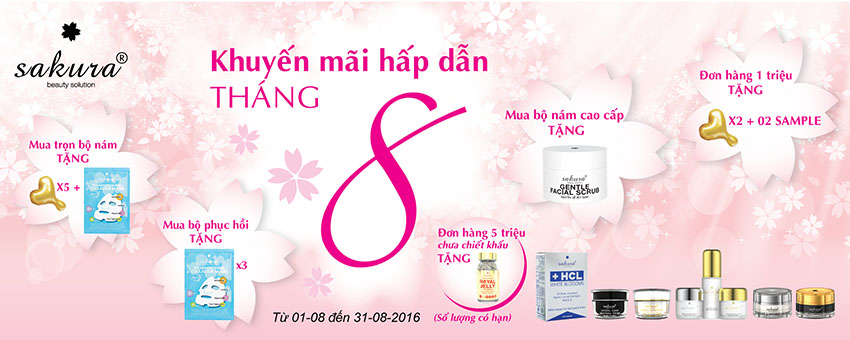 sakura®
beauty solution
Khuyến mãi hấp dẫn
THÁNG
8
Mua trọn bộ nám
TẶNG
X5 +
Mua bộ phục hồi
TẶNG
x3
Mua bộ nám cao cấp
TẶNG
sakura
GENTLE
FACIAL SCRUB
Đơn hàng 1 triệu
TẶNG
X2 + 02 SAMPLE
Đơn hàng 5 triệu
chưa chiết khấu
TẶNG
ROYAL
JELLY
(Số lượng có hạn)
Từ 01-08 đến 31-08-2016
sakura
+ HCL
WHITE BLOSSOMS